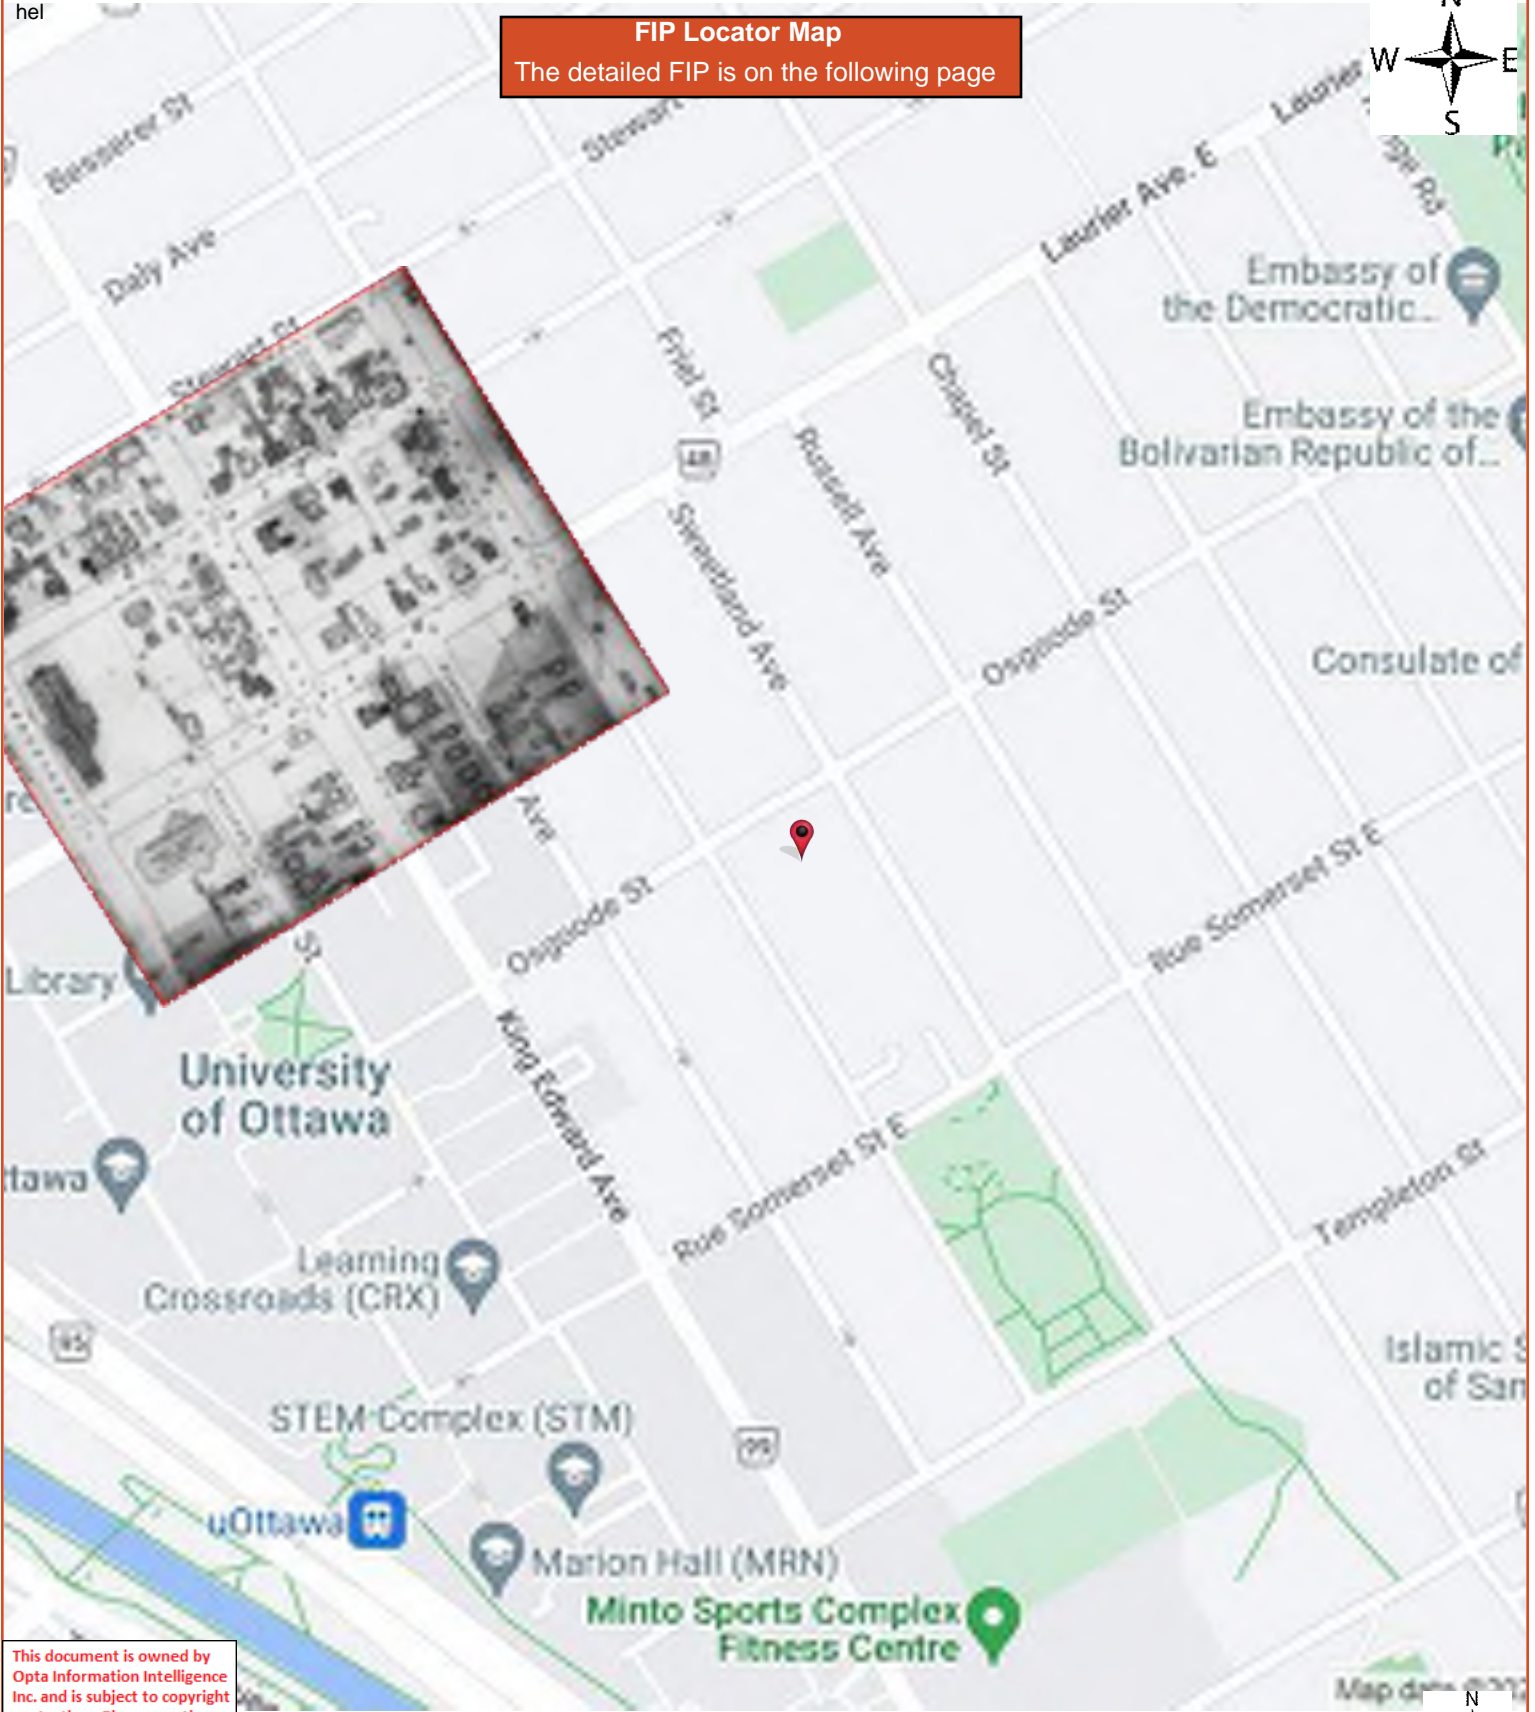 hel
FIP Locator Map
The detailed FIP is on the following page
N
W
E
S
Besserer St
Stewart
Laurier
Laurier Ave. E
Daly Ave
Embassy of
the Democratic...
Stewart St
Friel St
Chapel St
Embassy of the
Bolivarian Republic of...
48
Russell Ave
Sweetland Ave
Osgoode St
Consulate of
Ave
Osgoode St
Rue Somerset St E
St
Library
King Edward Ave
University
of Ottawa
Rue Somerset St E
ttawa
Templeton St
Learning
Crossroads (CRX)
Islamic S
of San
STEM Complex (STM)
99
uOttawa
Marion Hall (MRN)
Minto Sports Complex
Fitness Centre
This document is owned by
Opta Information Intelligence
Inc. and is subject to copyright
N